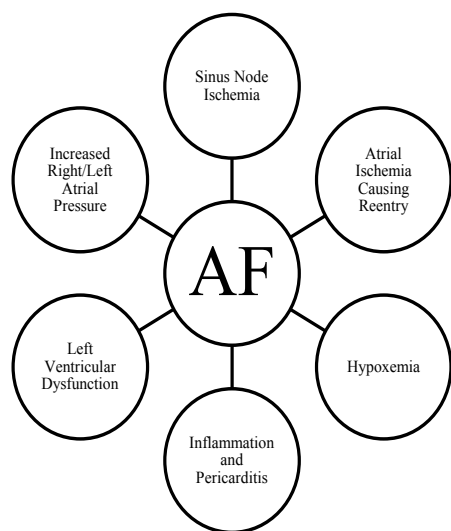 Sinus Node
Ischemia
Increased
Right/Left
Atrial
Pressure
Atrial
Ischemia
Causing
Reentry
AF
Left
Ventricular
Dysfunction
Hypoxemia
Inflammation
and
Pericarditis